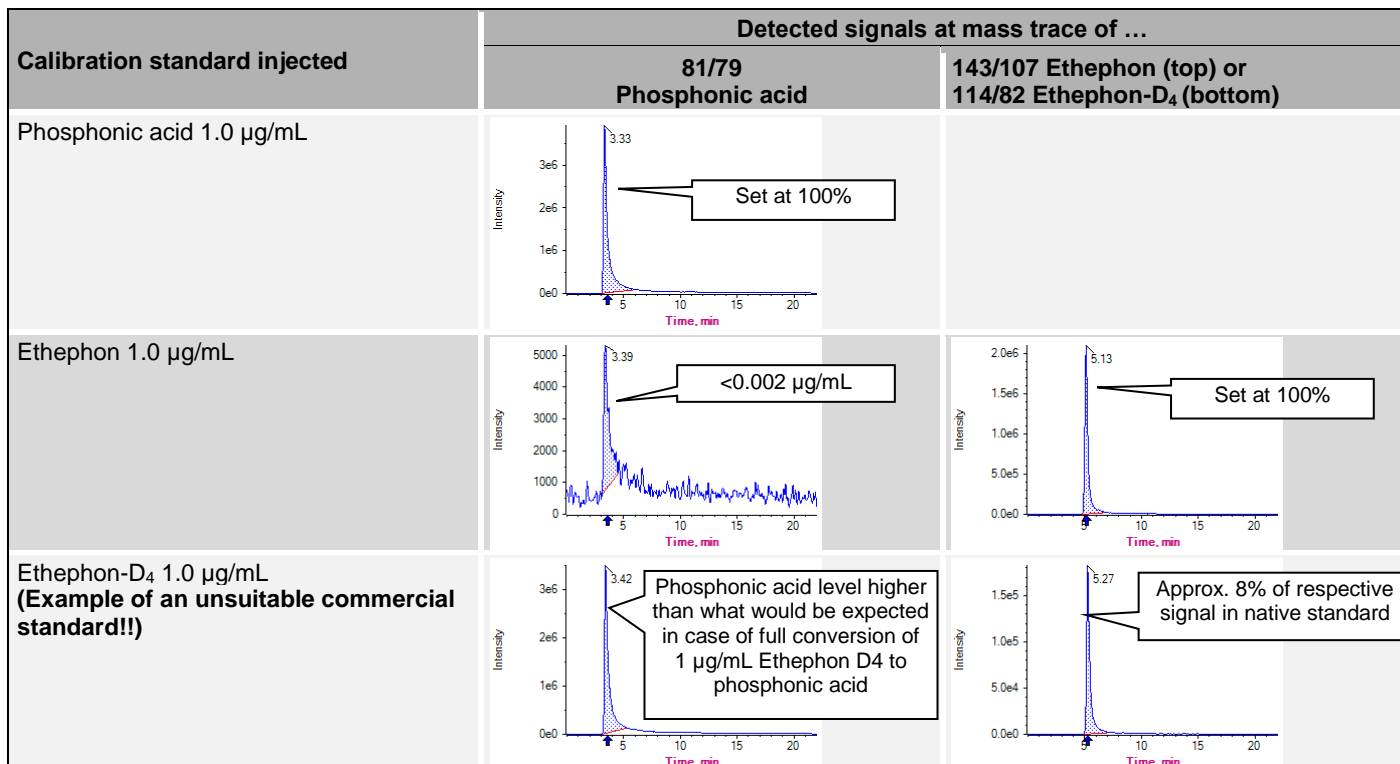 Calibration standard injected
Detected signals at mass trace of …
81/79
Phosphonic acid
143/107 Ethephon (top) or
114/82 Ethephon-D4 (bottom)
Phosphonic acid 1.0 µg/mL
3.33
3e6
2e6
1e6
0e0
Intensity
5 10 15 20
Time, min
Set at 100%
Ethephon 1.0 µg/mL
3.39
5000
4000
3000
2000
1000
0
Intensity
5 10 15 20
Time, min
<0.002 µg/mL
5.13
2.0e6
1.5e6
1.0e6
5.0e5
0.0e0
Intensity
5 10 15 20
Time, min
Set at 100%
Ethephon-D4 1.0 µg/mL
(Example of an unsuitable commercial
standard!!)
3.42
3e6
2e6
1e6
0e0
Intensity
5 10 15 20
Time, min
Phosphonic acid level higher
than what would be expected
in case of full conversion of
1 µg/mL Ethephon D4 to
phosphonic acid
5.27
1.5e5
1.0e5
5.0e4
0.0e0
Intensity
5 10 15 20
Time, min
Approx. 8% of respective
signal in native standard